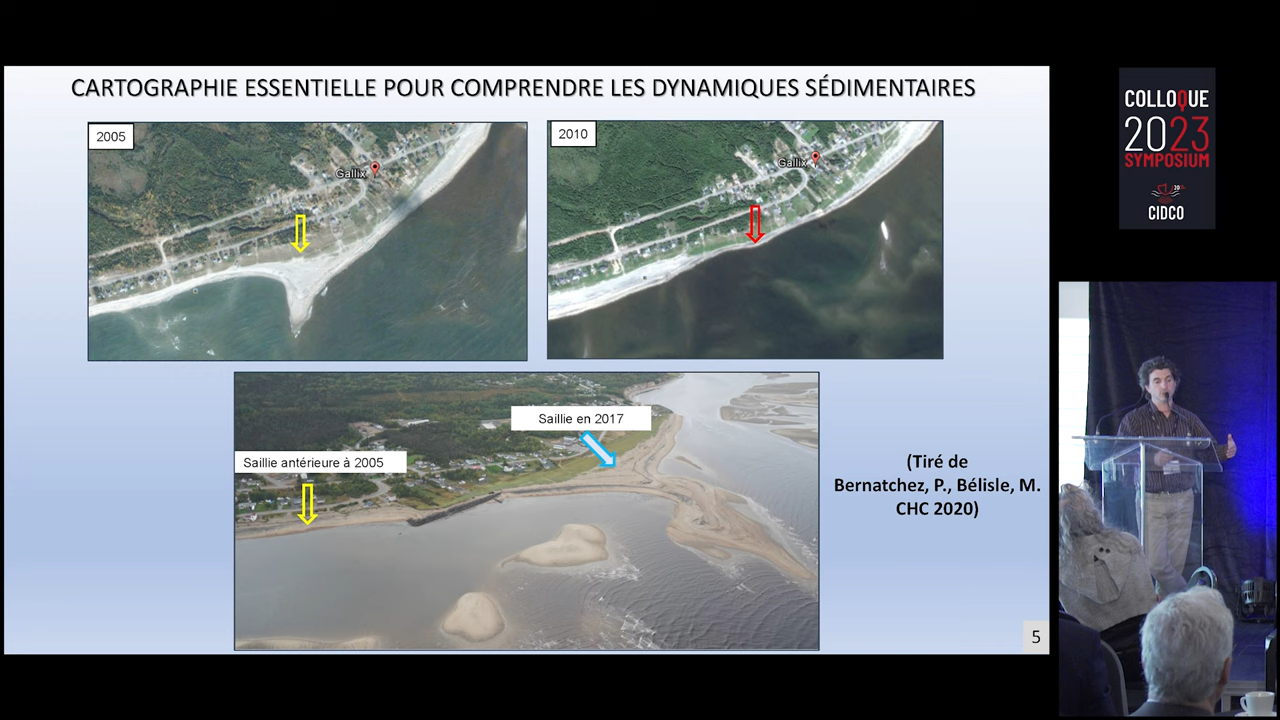 CARTOGRAPHIE ESSENTIELLE POUR COMPRENDRE LES DYNAMIQUES SÉDIMENTAIRES
2005
Gallix
2010
Gallix
Saillie en 2017
Saillie antérieure à 2005
(Tiré de
Bernatchez, P., Bélisle, M.
CHC 2020)
5
COLLOQUE
2023
SYMPOSIUM
CIDCO